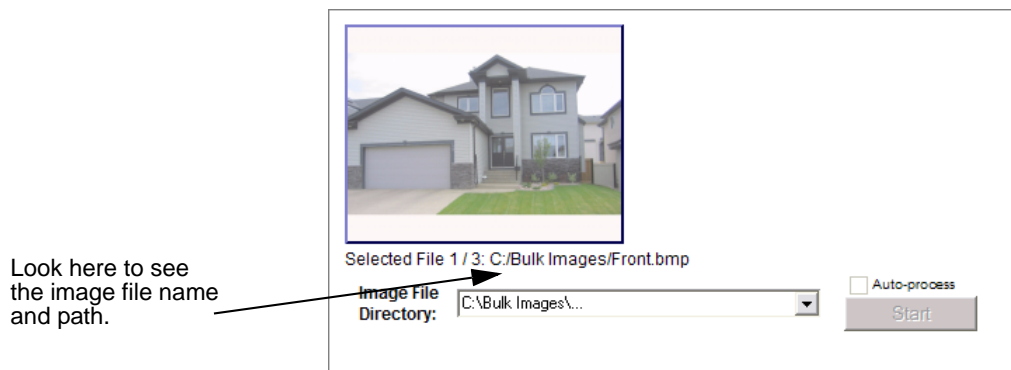 Selected File 1 / 3: C:/Bulk Images/Front.bmp
Look here to see
the image file name
and path.
Image File
Directory:
C:\Bulk Images\...
Auto-process
Start